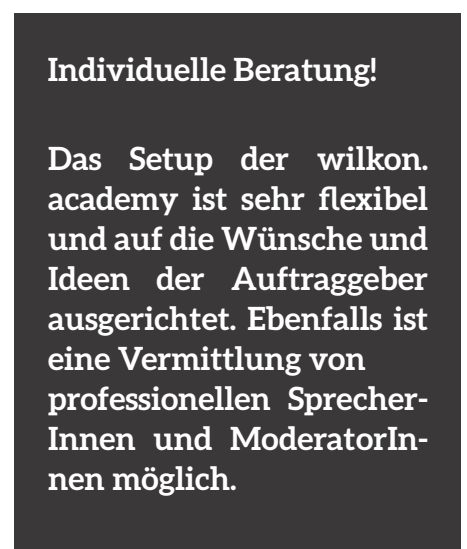 Individuelle Beratung!
Das Setup der wilkon.
academy ist sehr flexibel
und auf die Wünsche und
Ideen der Auftraggeber
ausgerichtet. Ebenfalls ist
eine Vermittlung von
professionellen Sprecher-
Innen und ModeratorIn-
nen möglich.